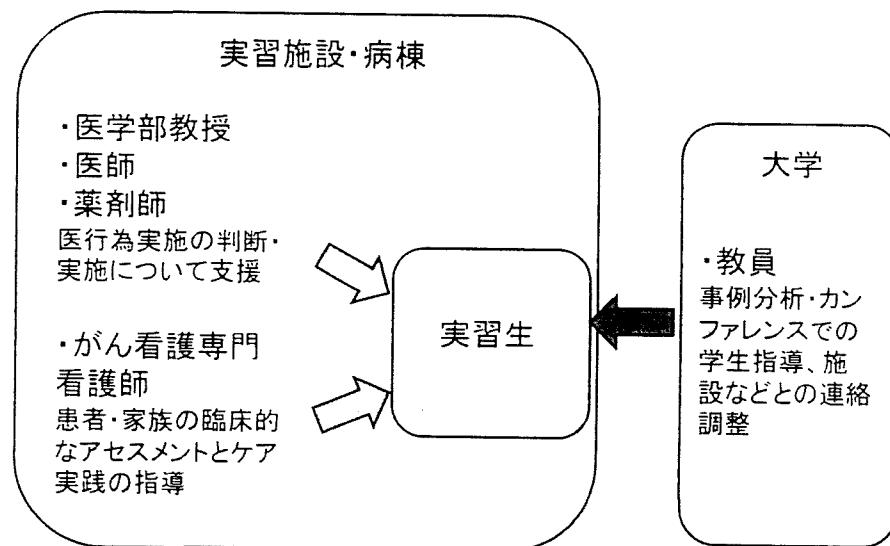 実習施設・病棟
・医学部教授
・医師
・薬剤師
医行為実施の判断・
実施について支援
・がん看護専門
看護師
患者・家族の臨床的
なアセスメントとケア
実践の指導
実習生
大学
・教員
事例分析・カン
ファレンスでの
学生指導、施
設などとの連絡
調整